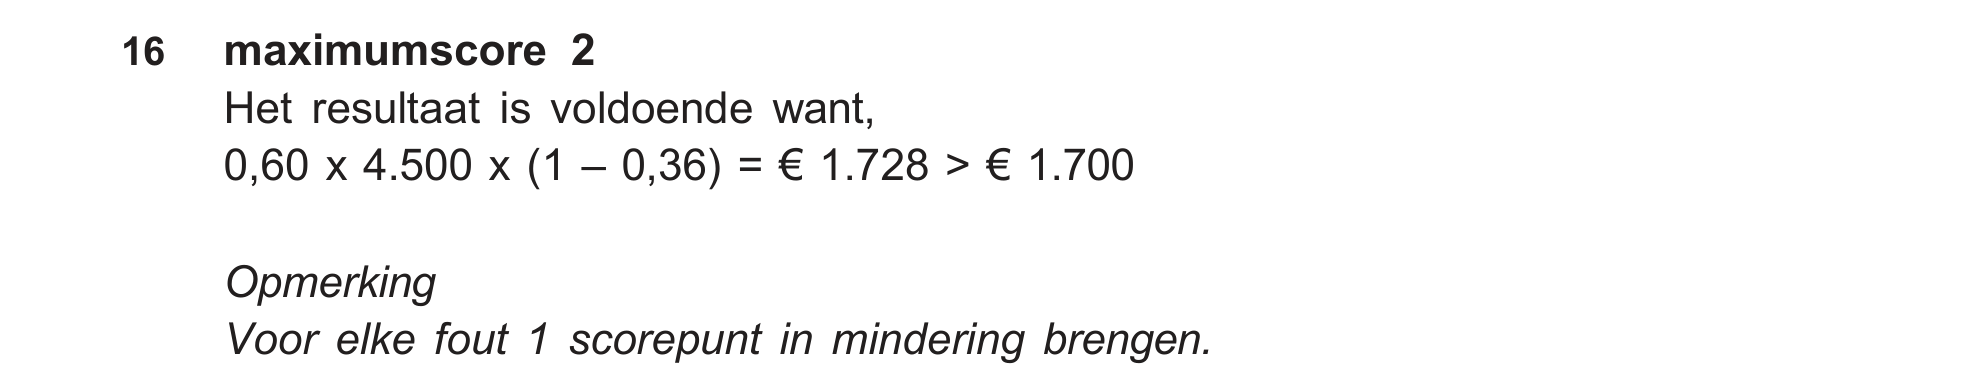 16 maximumscore 2
Het resultaat is voldoende want,
0,60 x 4.500 x (1 – 0,36) = € 1.728 > € 1.700
Opmerking
Voor elke fout 1 scorepunt in mindering brengen.